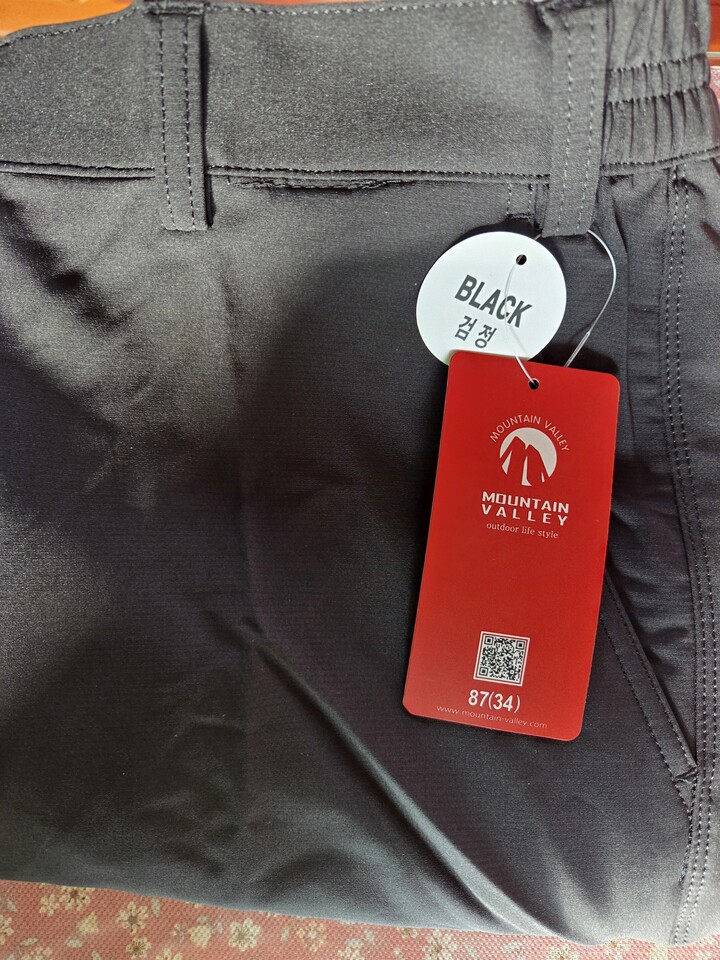 BLACK
검정
MOUNTAIN VALLEY
MOUNTAIN
VALLEY
outdoor life style
87(34)
www.mountain-valley.com